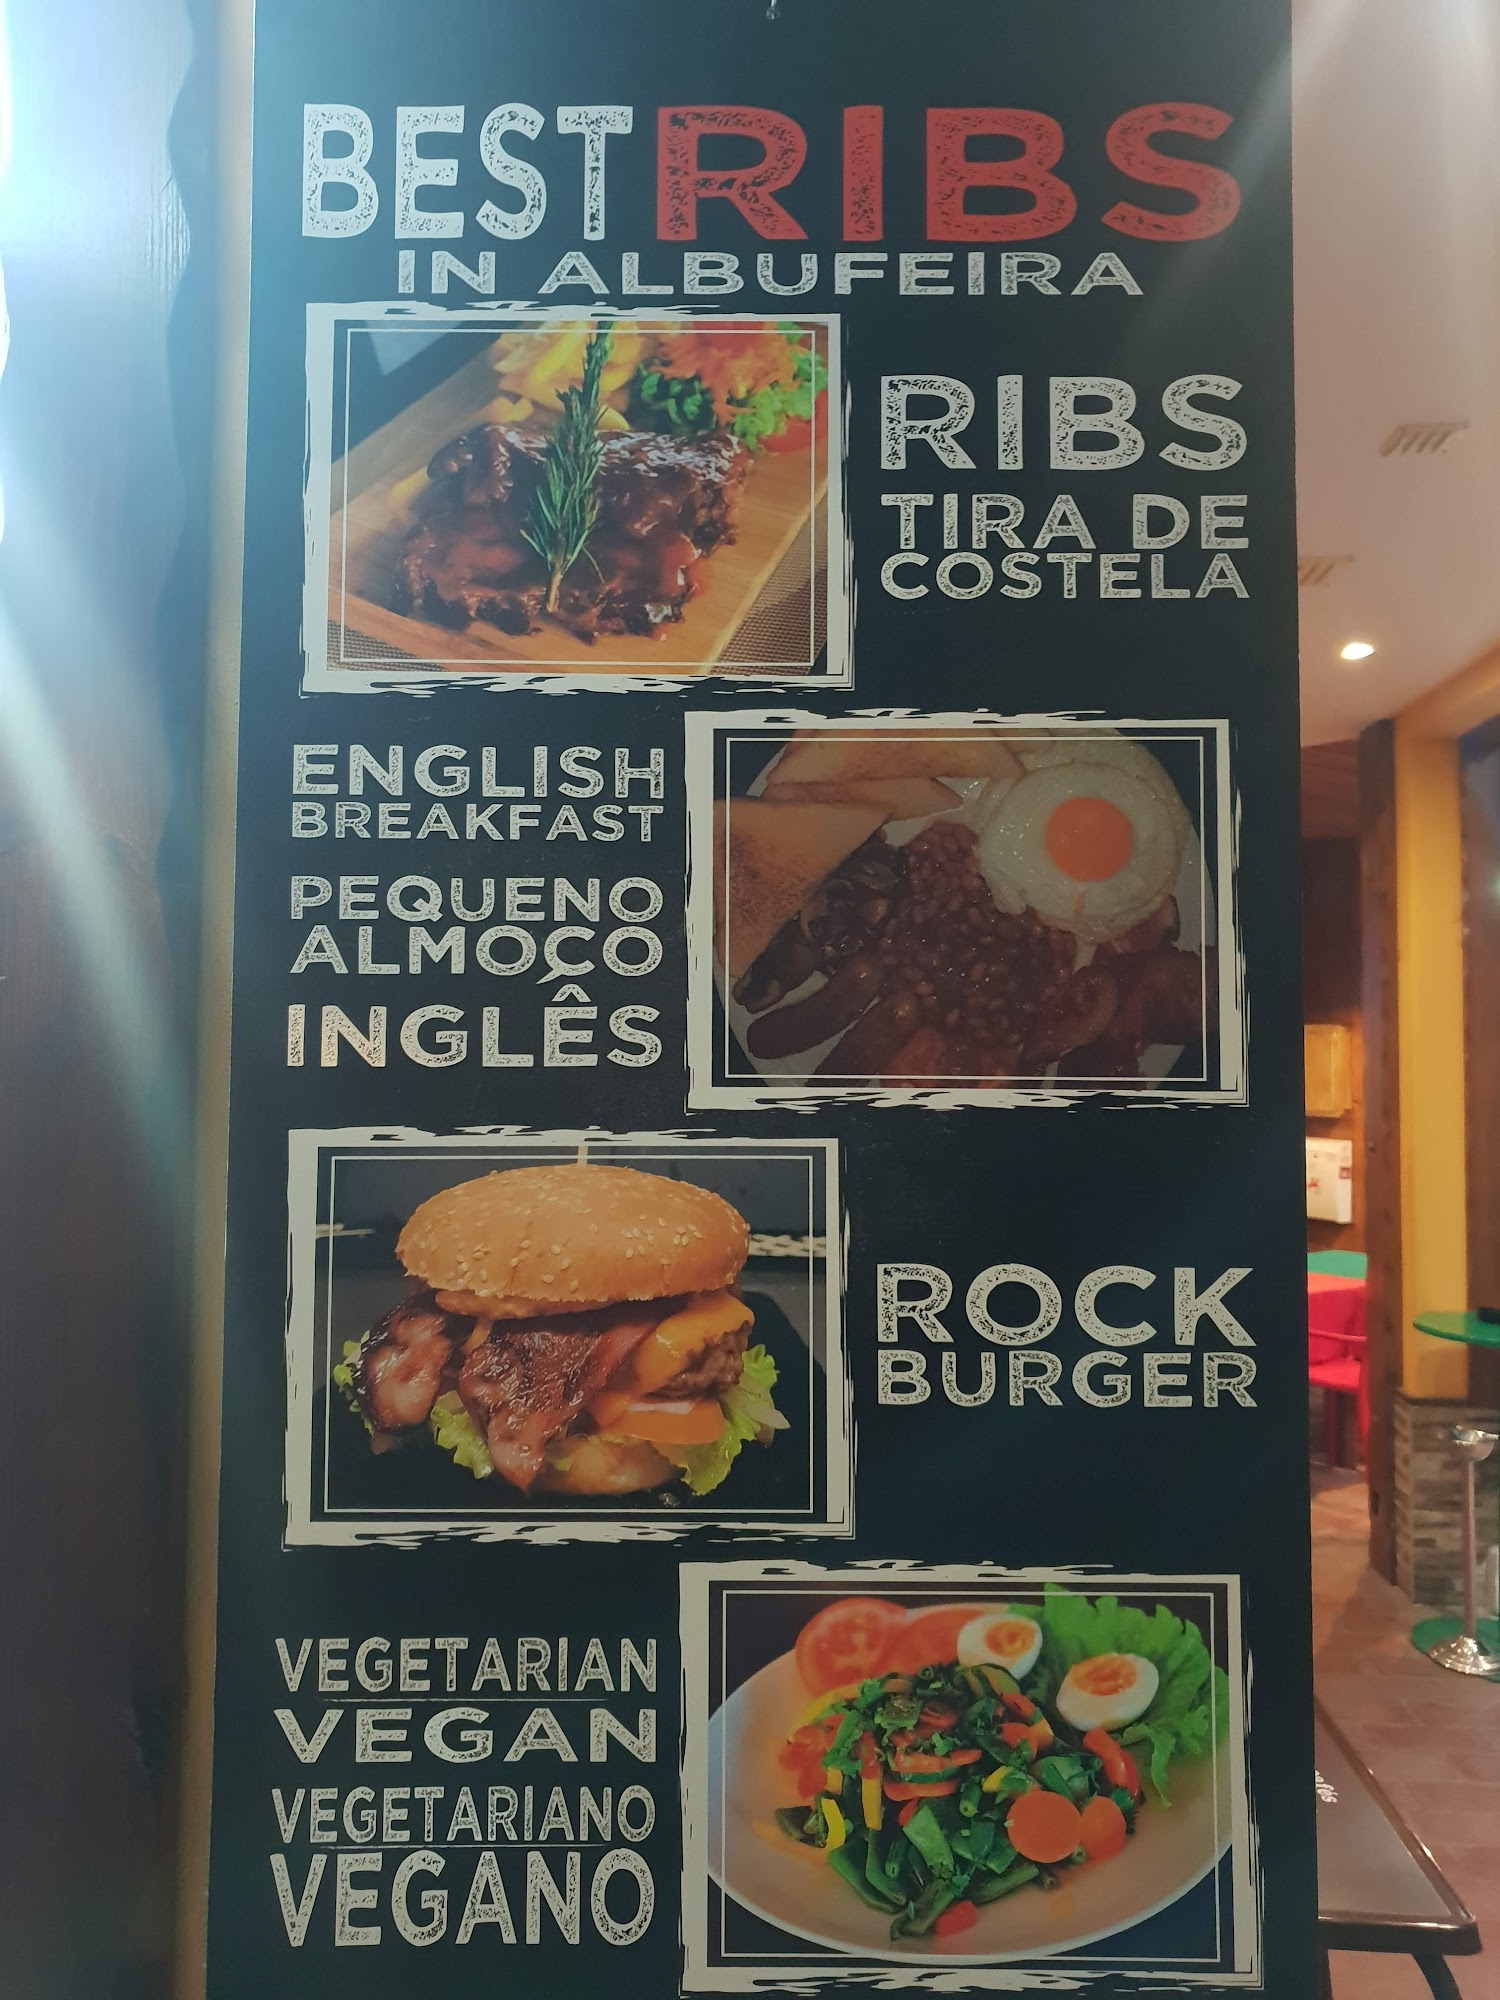 BEST RIBS
IN ALBUFEIRA
RIBS
TIRA DE
COSTELA
ENGLISH
BREAKFAST
PEQUENO
ALMOÇO
INGLÊS
ROCK
BURGER
VEGETARIAN
VEGAN
VEGETARIANO
VEGANO